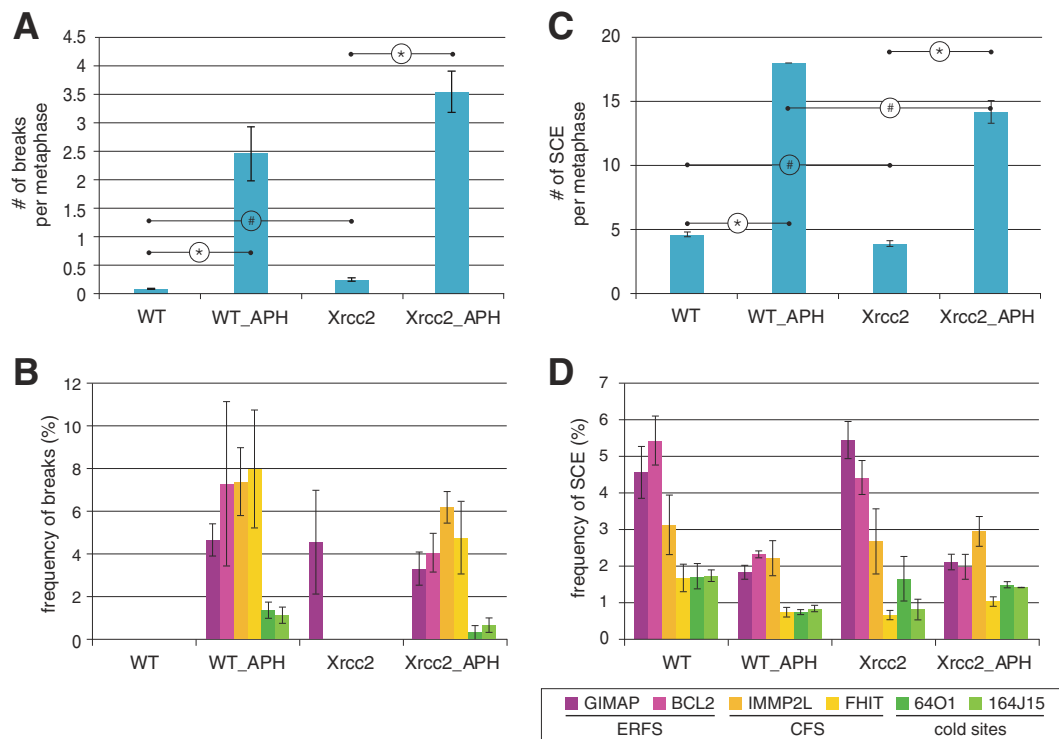 A
# of breaks
per metaphase
4.5
4
3.5
3
2.5
2
1.5
1
0.5
0
*
#
*
WT
WT_APH
Xrcc2
Xrcc2_APH
C
# of SCE
per metaphase
20
15
10
5
0
*
#
#
*
WT
WT_APH
Xrcc2
Xrcc2_APH
B
frequency of breaks (%)
12
10
8
6
4
2
0
WT
WT_APH
Xrcc2
Xrcc2_APH
D
frequency of SCE (%)
7
6
5
4
3
2
1
0
WT
WT_APH
Xrcc2
Xrcc2_APH
GIMAP BCL2 IMMP2L FHIT 64O1 164J15
ERFS CFS cold sites